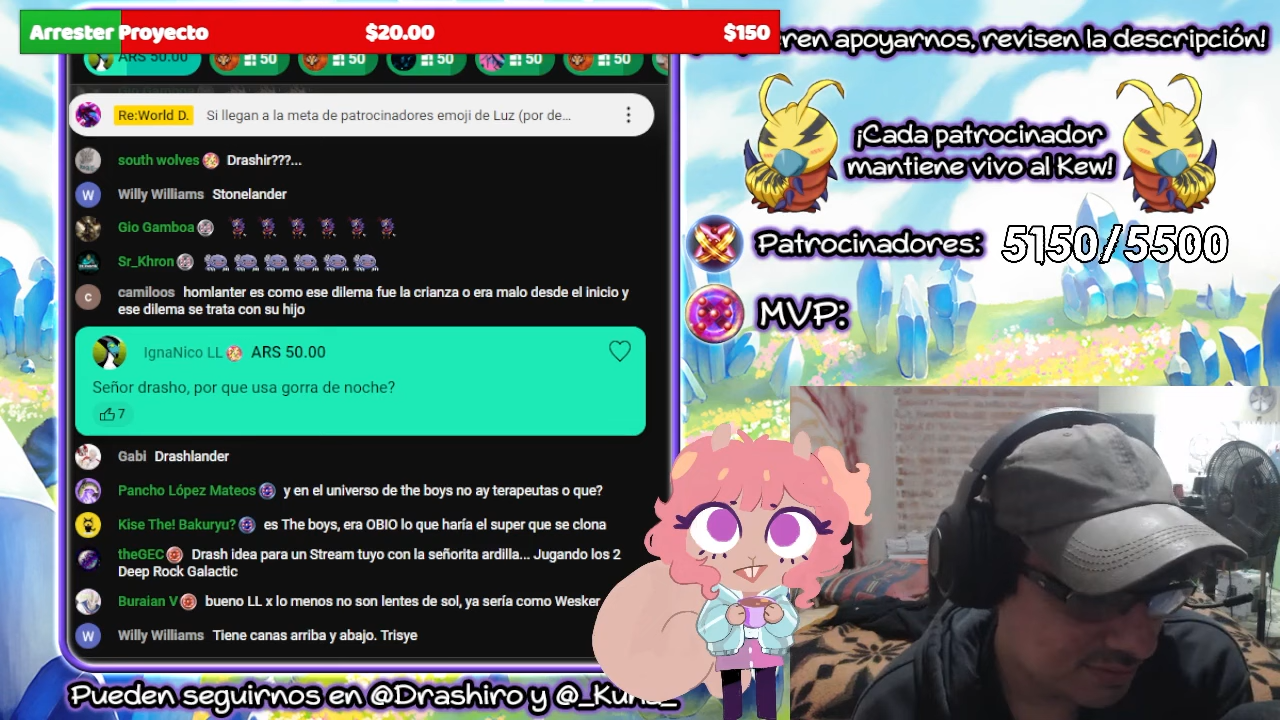 Arrester Proyecto $20.00 $150
eren apoyarnos, revisen la descripción!
ARS 50.00 50 50 50 50 50
Re:World D. Si llegan a la meta de patrocinadores emoji de Luz (por de...
¡Cada patrocinador
mantiene vivo al Kew!
south wolves Drashir???...
Willy Williams Stonelander
Gio Gamboa
Patrocinadores: 5150/5500
Sr_Khron
camiloos homlanter es como ese dilema fue la crianza o era malo desde el inicio y
ese dilema se trata con su hijo
MVP:
IgnaNico LL ARS 50.00
Señor drasho, por que usa gorra de noche?
7
Gabi Drashlander
Pancho López Mateos y en el universo de the boys no ay terapeutas o que?
Kise The! Bakuryu? es The boys, era OBIO lo que haría el super que se clona
theGEC Drash idea para un Stream tuyo con la señorita ardilla... Jugando los 2
Deep Rock Galactic
Buraian V bueno LL x lo menos no son lentes de sol, ya sería como Wesker
Willy Williams Tiene canas arriba y abajo. Trisye
Pueden seguirnos en @Drashiro y